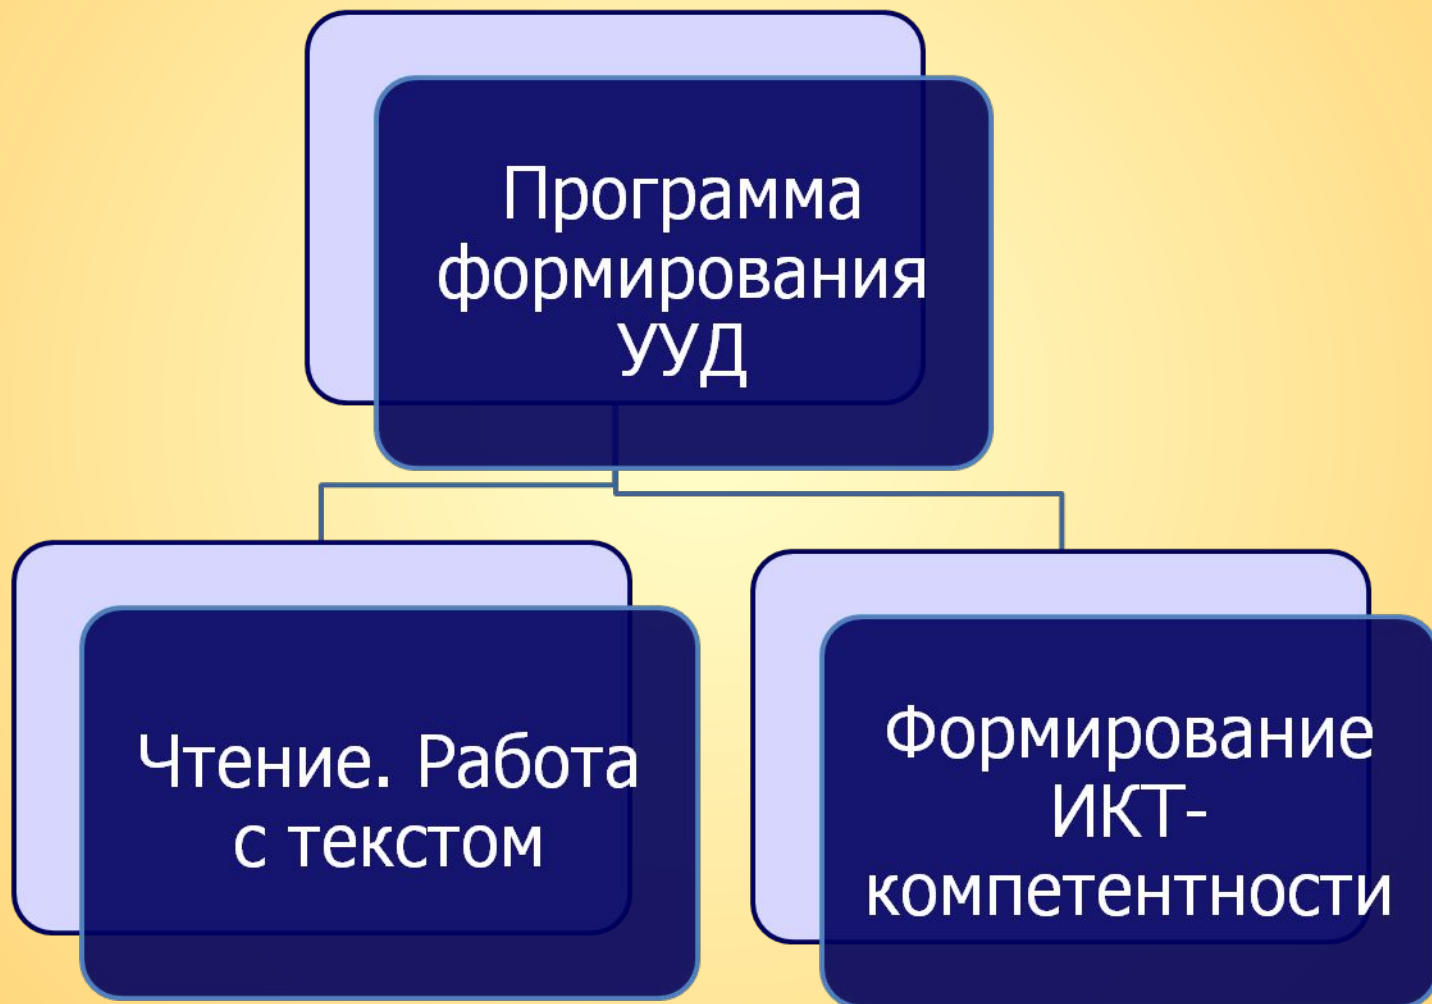 Программа
формирования
УУД
Чтение. Работа
с текстом
Формирование
ИКТ-
компетентности